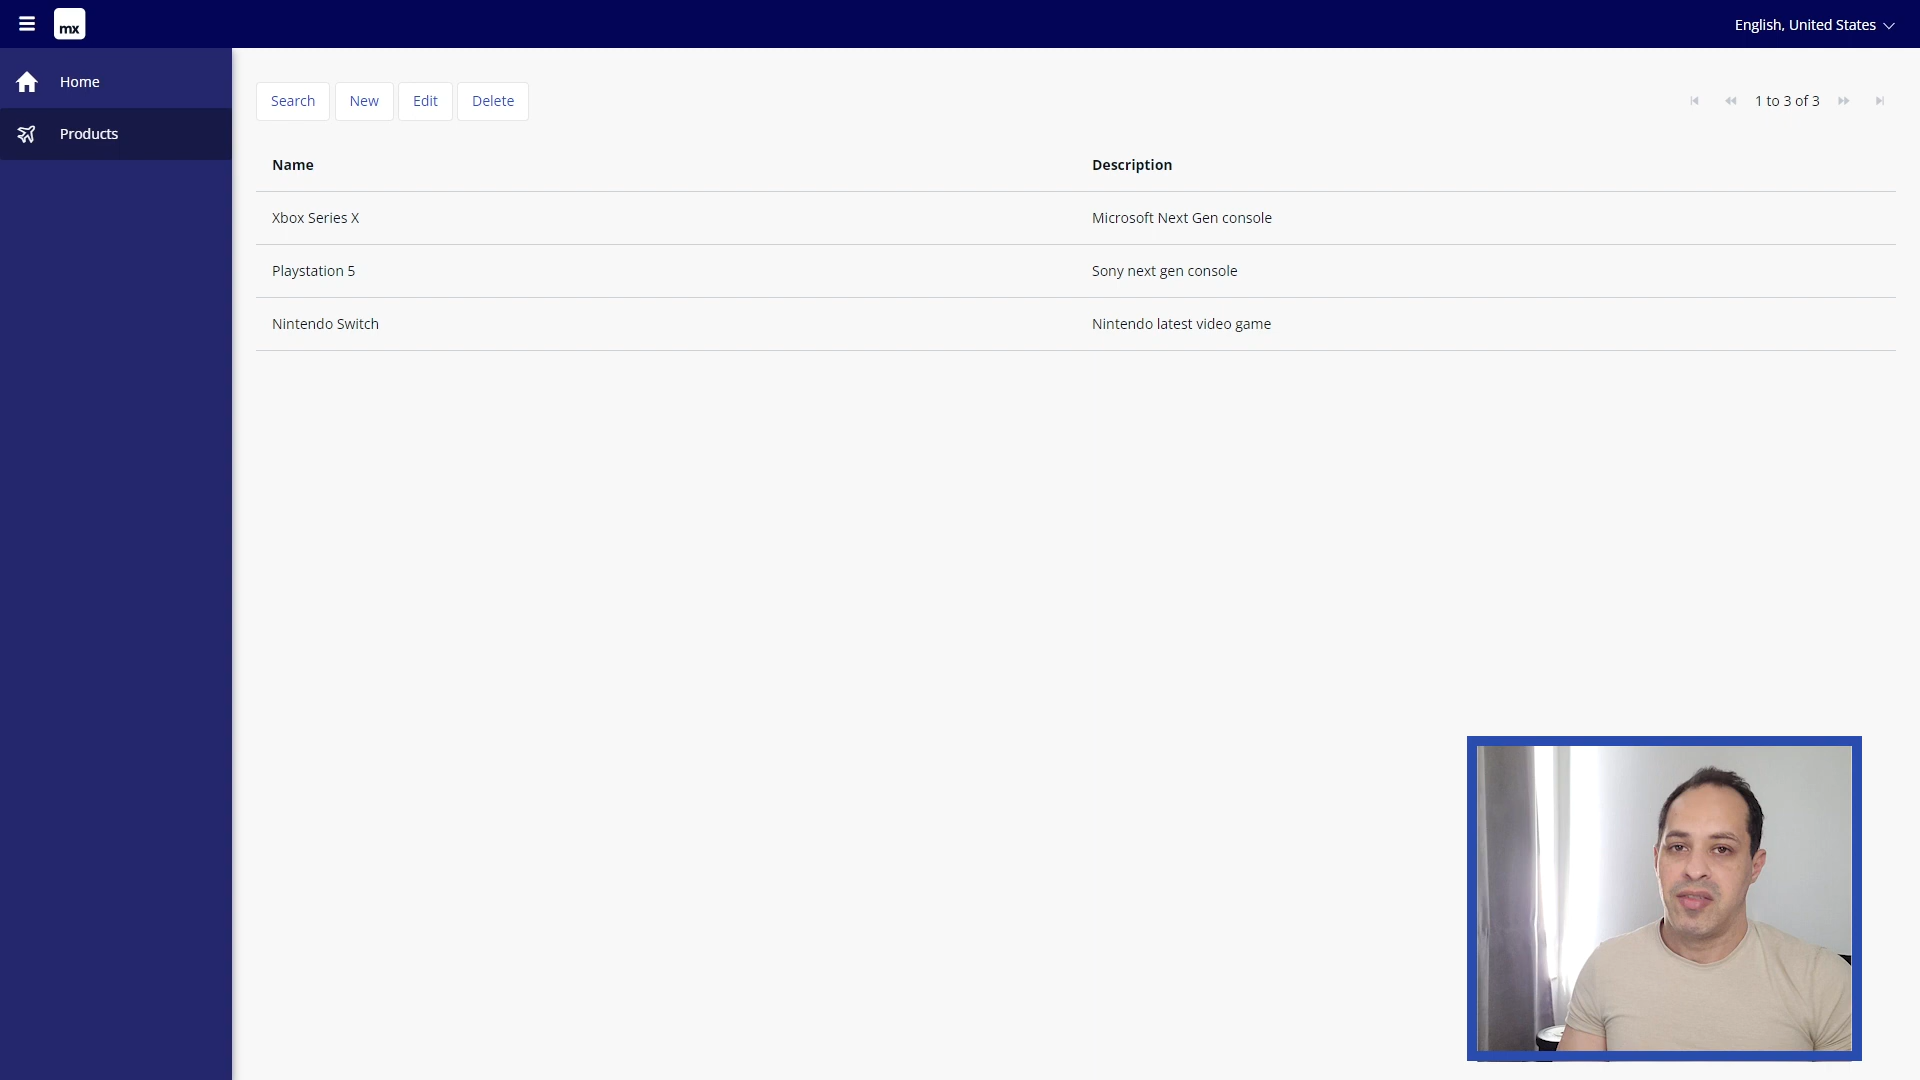 mx
English, United States
Home
Products
Search New Edit Delete
1 to 3 of 3
Name Description
Xbox Series X Microsoft Next Gen console
Playstation 5 Sony next gen console
Nintendo Switch Nintendo latest video game